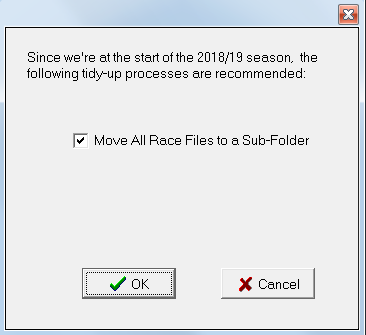 Since we're at the start of the 2018/19 season,  the
following tidy-up processes are recommended:
Move All Race Files to a Sub-Folder
OK
Cancel